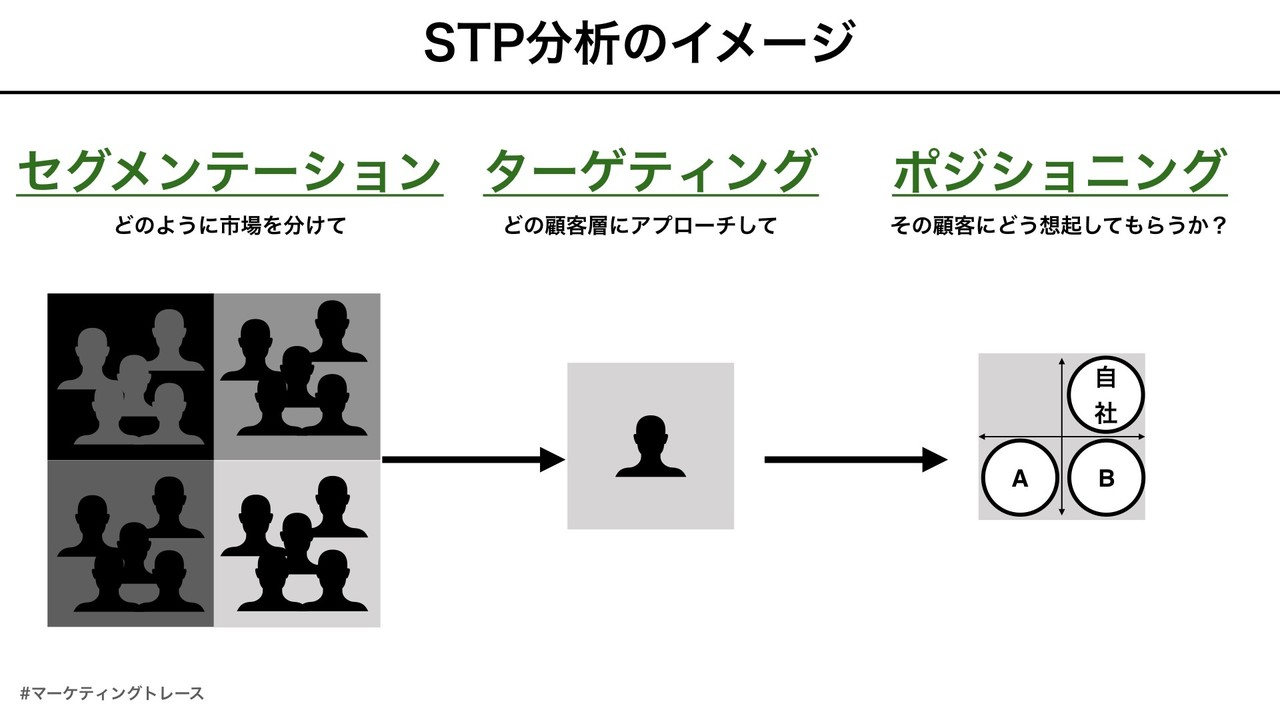 STP分析のイメージ
セグメンテーション
どのように市場を分けて
ターゲティング
どの顧客層にアプローチして
ポジショニング
その顧客にどう想起してもらうか？
自
社
A
B
#マーケティングトレース